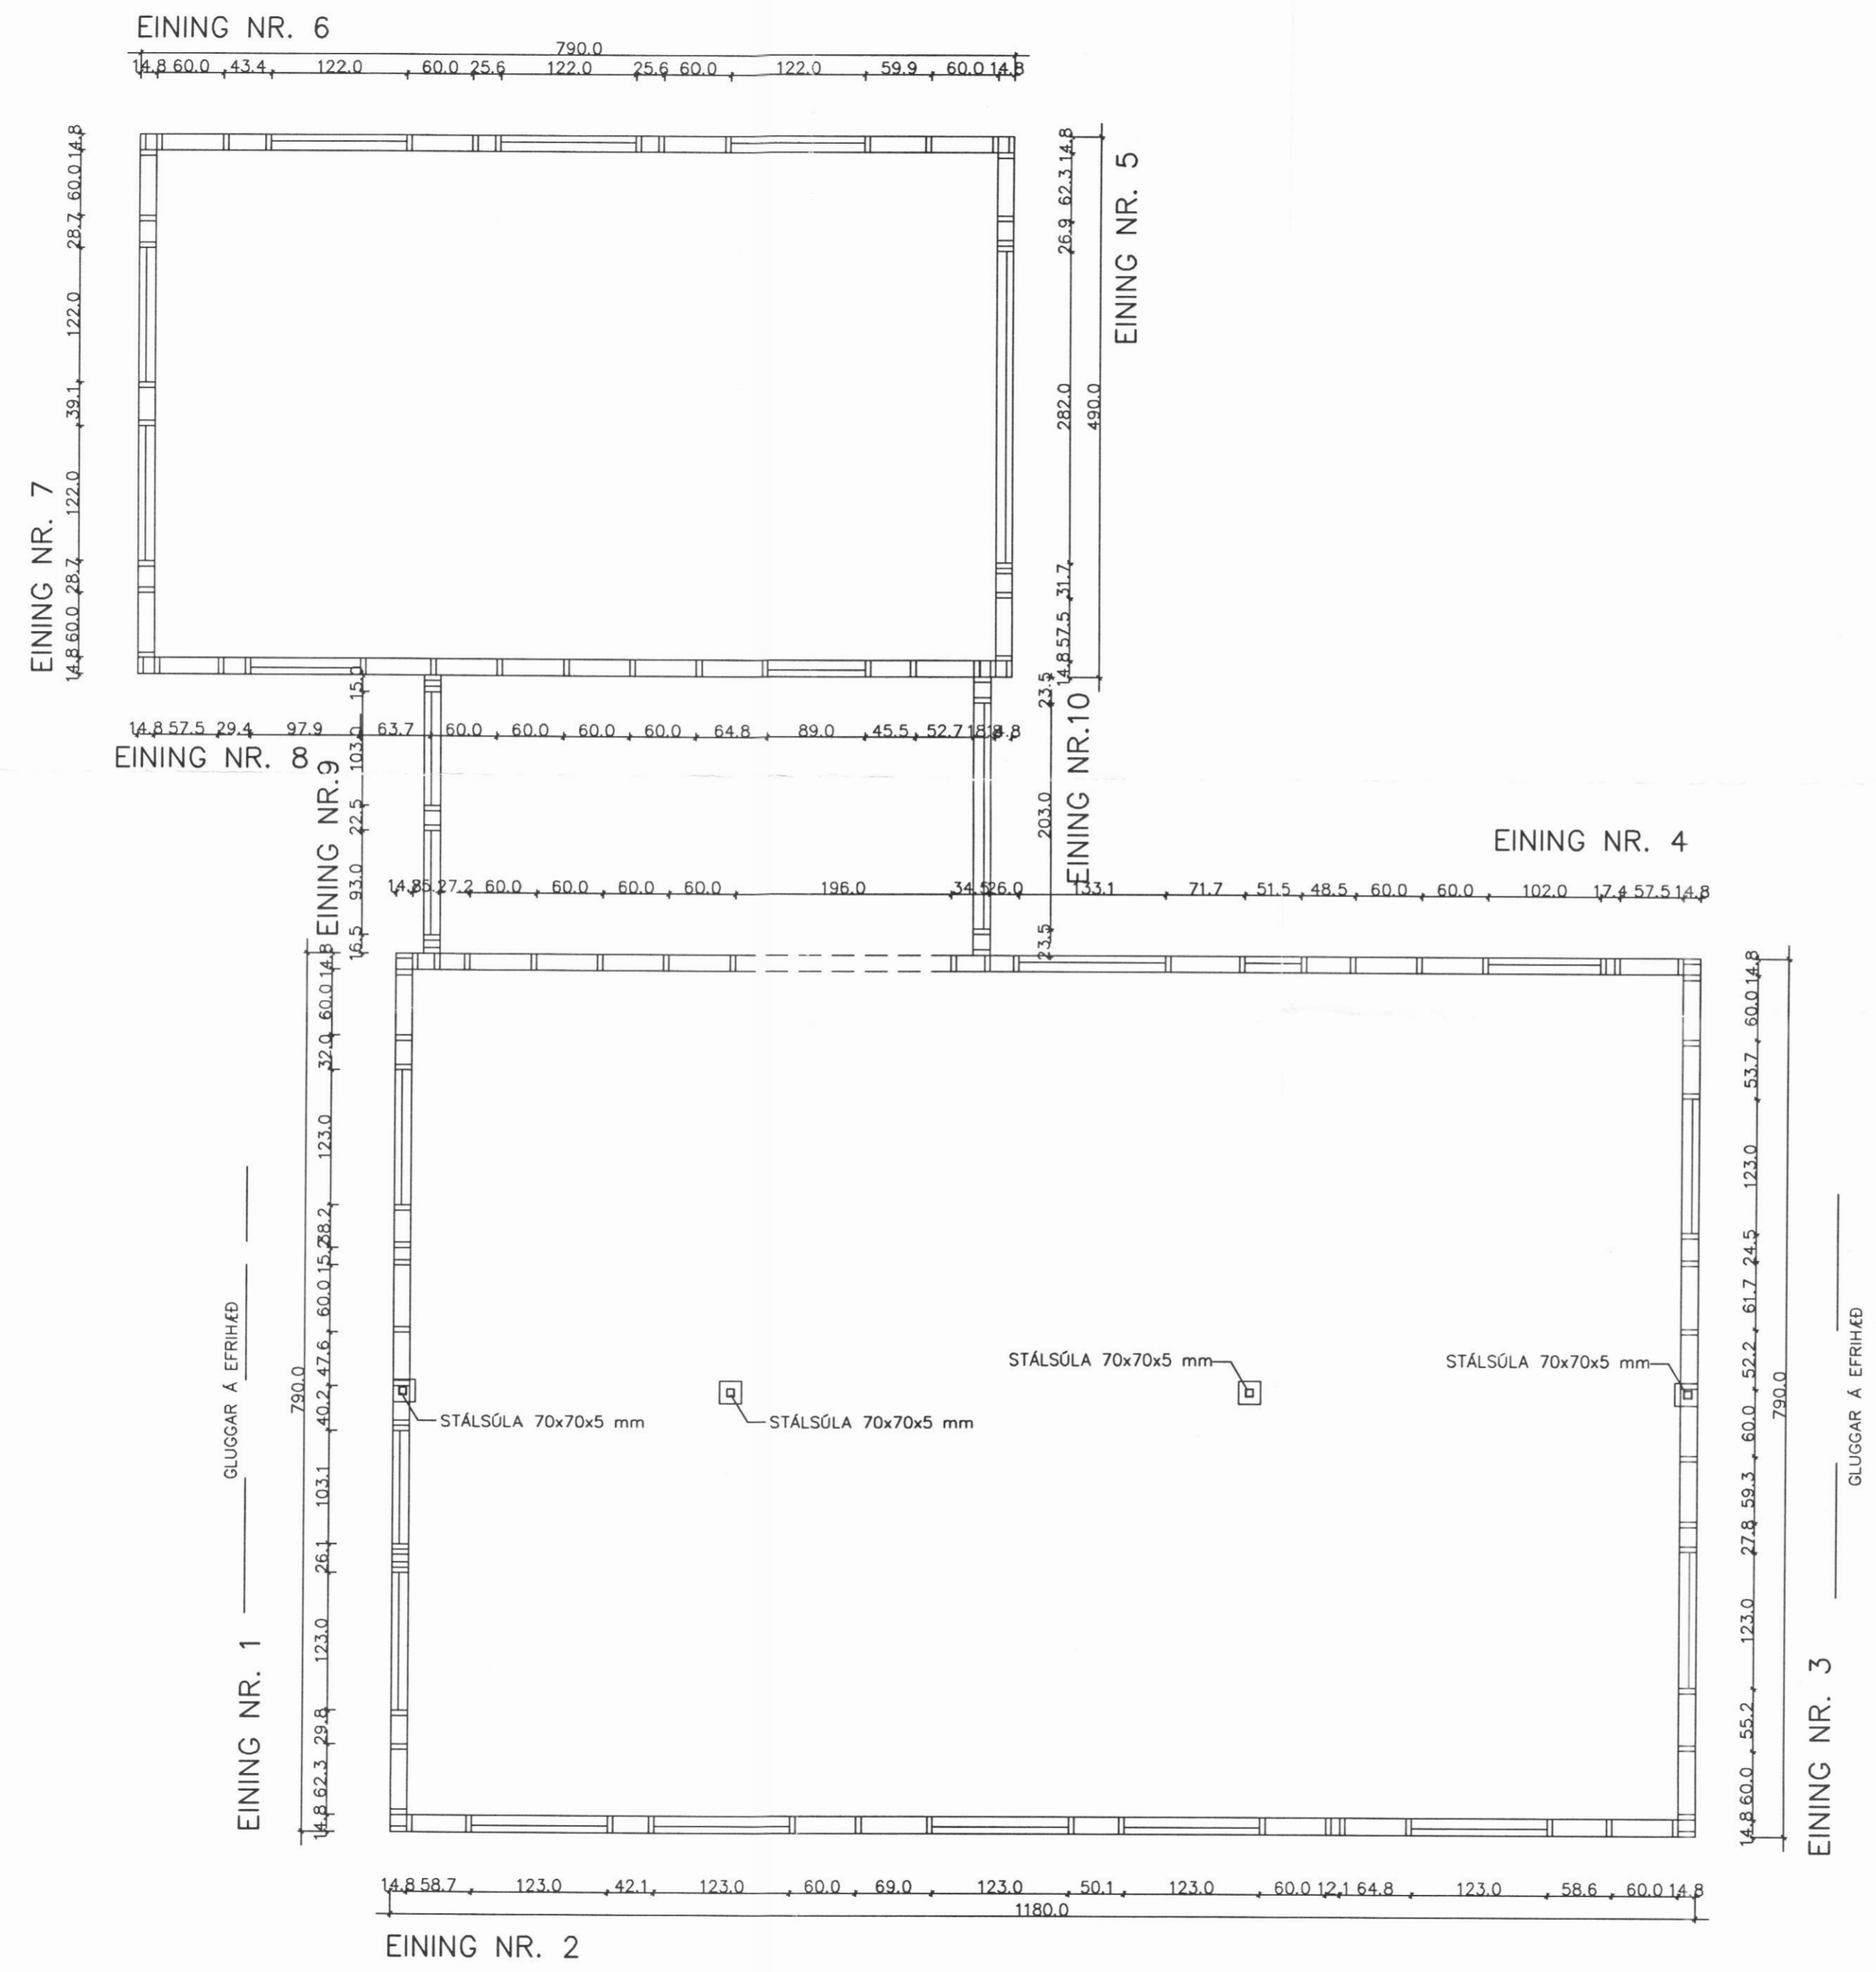 EINING NR. 6
790.0
14.8 60.0 43.4 122.0 60.0 25.6 122.0 25.6 60.0 122.0 59.9 60.0 14.8
EINING NR. 7
14.8 60.0 28.7 122.0 39.1 122.0 28.7 60.0 14.8
EINING NR. 5
14.8 57.5 31.7 282.0 26.9 62.3 14.8
490.0
14.8 57.5 29.4 97.9 63.7 60.0 60.0 60.0 60.0 64.8 89.0 45.5 52.7
EINING NR. 8
EINING NR.9
16.5 93.0 22.5 103.0 15.0
EINING NR.10
23.5 203.0 23.5
EINING NR. 4
14.8 27.2 60.0 60.0 60.0 60.0 196.0 34.5 26.0 133.1 71.7 51.5 48.5 60.0 60.0 102.0 17.4 57.5 14.8
EINING NR. 1
GLUGGAR Á EFRIHÆÐ
790.0
14.8 62.3 29.8 123.0 26.1 103.1 40.2 47.6 60.0 15.2 38.2 123.0 32.0 60.0 14.8
STÁLSÚLA 70x70x5 mm
STÁLSÚLA 70x70x5 mm
STÁLSÚLA 70x70x5 mm
STÁLSÚLA 70x70x5 mm
14.8 60.0 55.2 123.0 27.8 59.3 60.0 52.2 61.7 24.5 123.0 53.7 60.0 14.8
790.0
GLUGGAR Á EFRIHÆÐ
EINING NR. 3
14.8 58.7 123.0 42.1 123.0 60.0 69.0 123.0 50.1 123.0 60.0 12.1 64.8 123.0 58.6 60.0 14.8
1180.0
EINING NR. 2